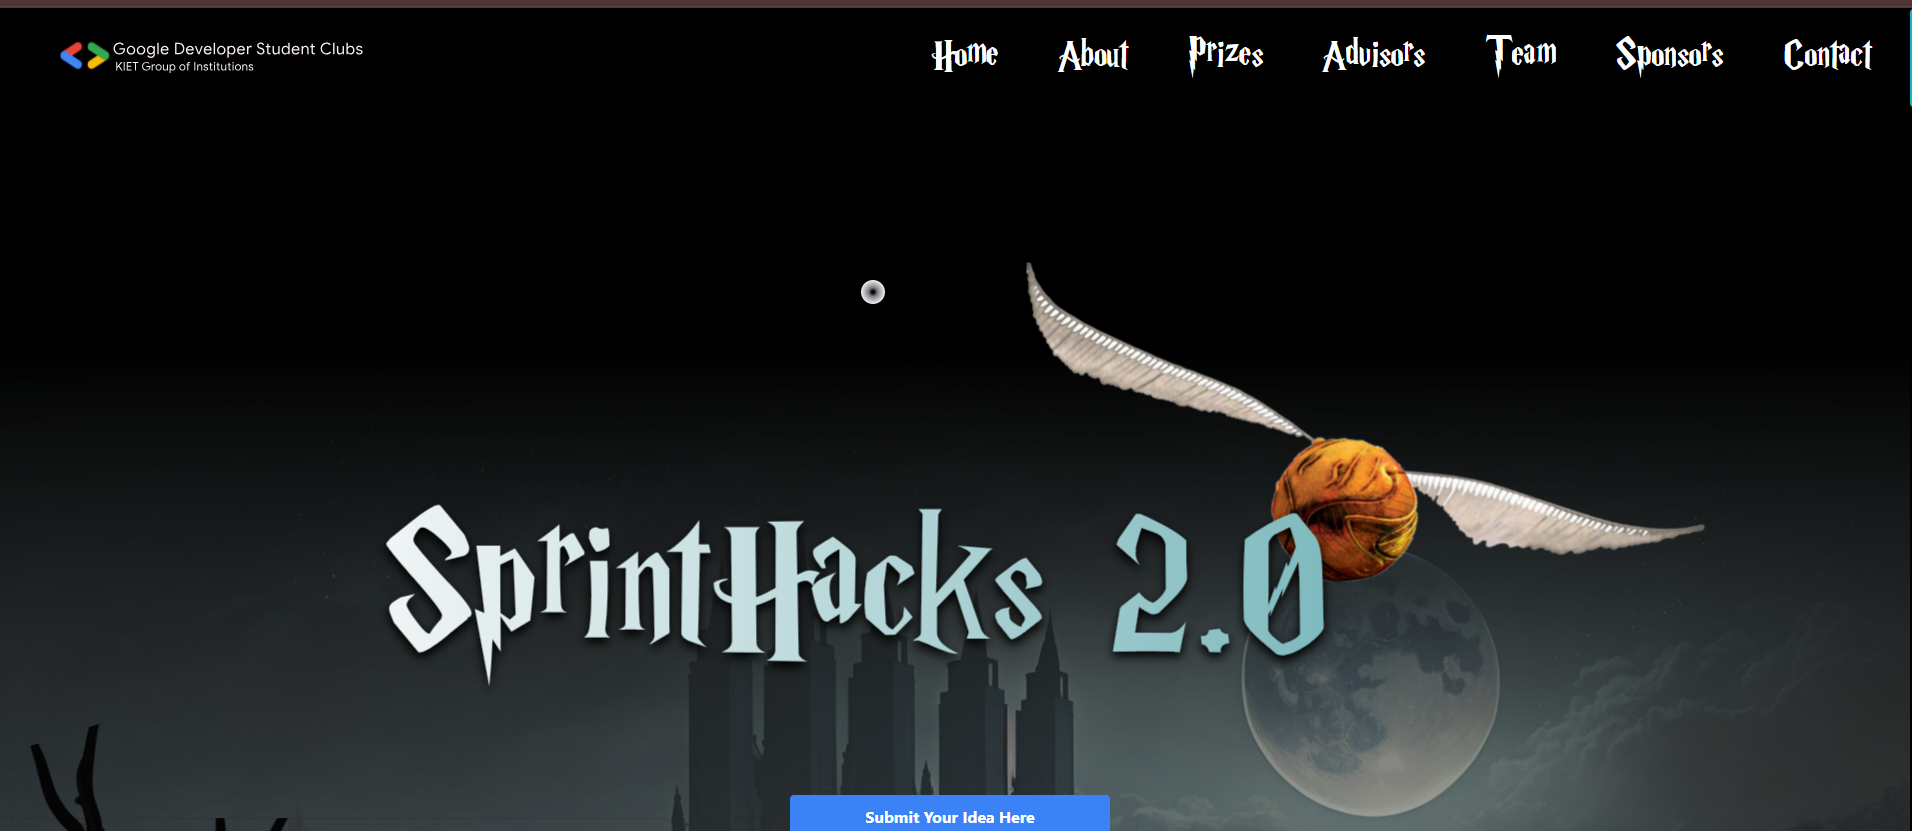 Google Developer Student Clubs
KIET Group of Institutions
Home About Prizes Advisors Team Sponsors Contact
SprintHacks 2.0
Submit Your Idea Here